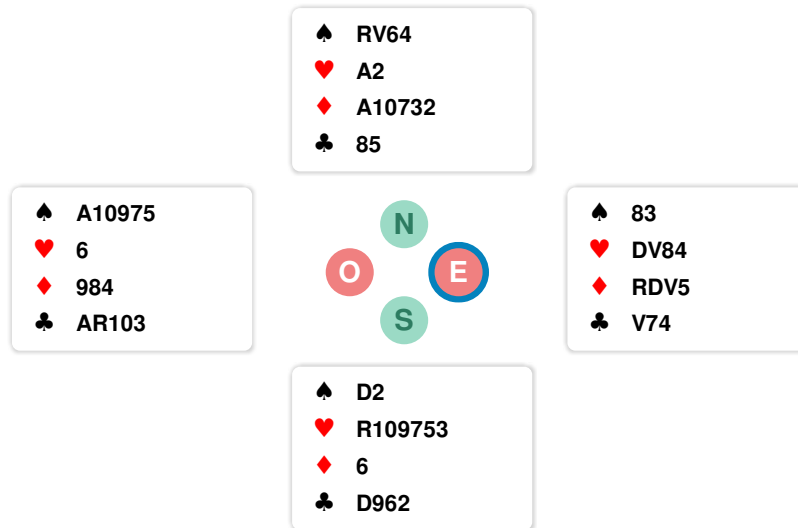 ♠ RV64
♥ A2
♦ A10732
♣ 85
♠ A10975
♥ 6
♦ 984
♣ AR103
N
O E
S
♠ 83
♥ DV84
♦ RDV5
♣ V74
♠ D2
♥ R109753
♦ 6
♣ D962